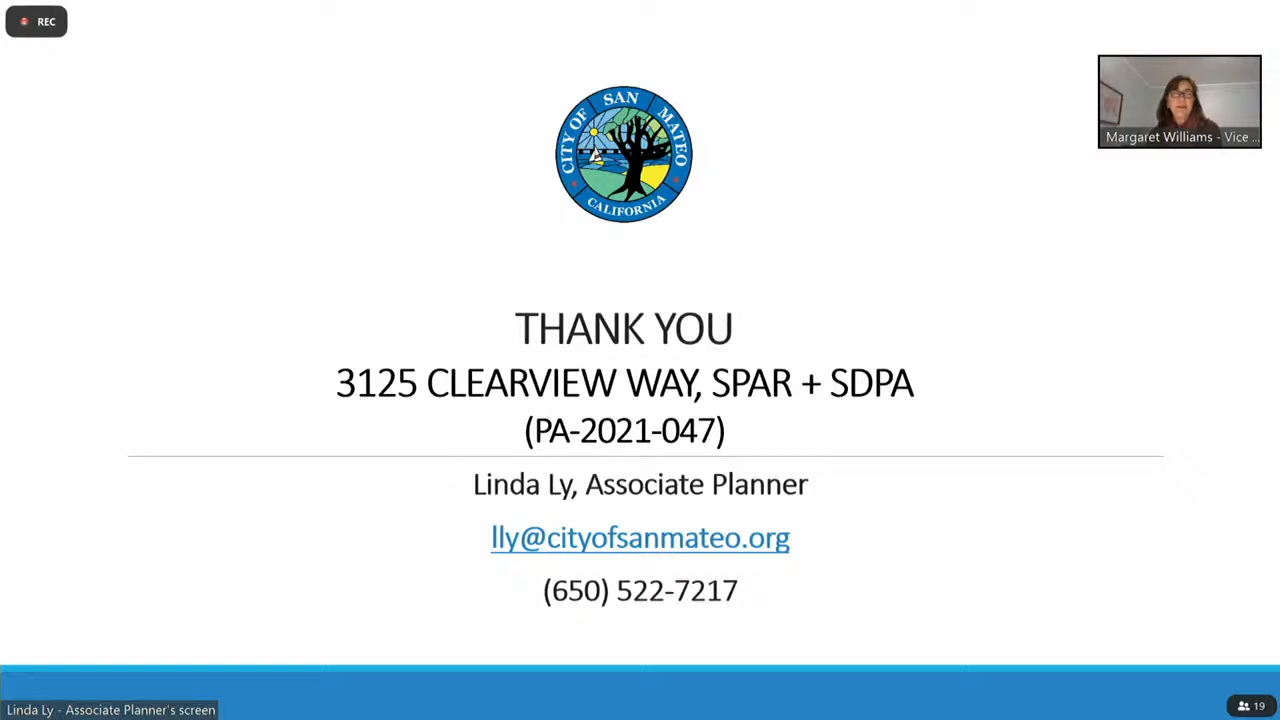 REC
CITY OF SAN MATEO
CALIFORNIA
Margaret Williams - Vice ...
THANK YOU
3125 CLEARVIEW WAY, SPAR + SDPA
(PA-2021-047)
Linda Ly, Associate Planner
lly@cityofsanmateo.org
(650) 522-7217
Linda Ly - Associate Planner's screen
19